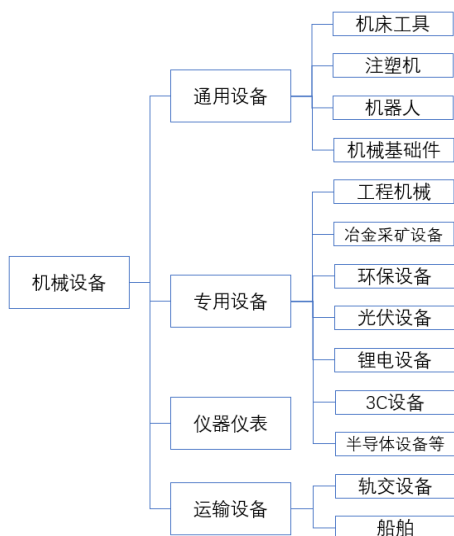 机床工具
注塑机
通用设备
机器人
机械基础件
工程机械
冶金采矿设备
环保设备
机械设备
专用设备
光伏设备
锂电设备
3C设备
仪器仪表
半导体设备等
轨交设备
运输设备
船舶